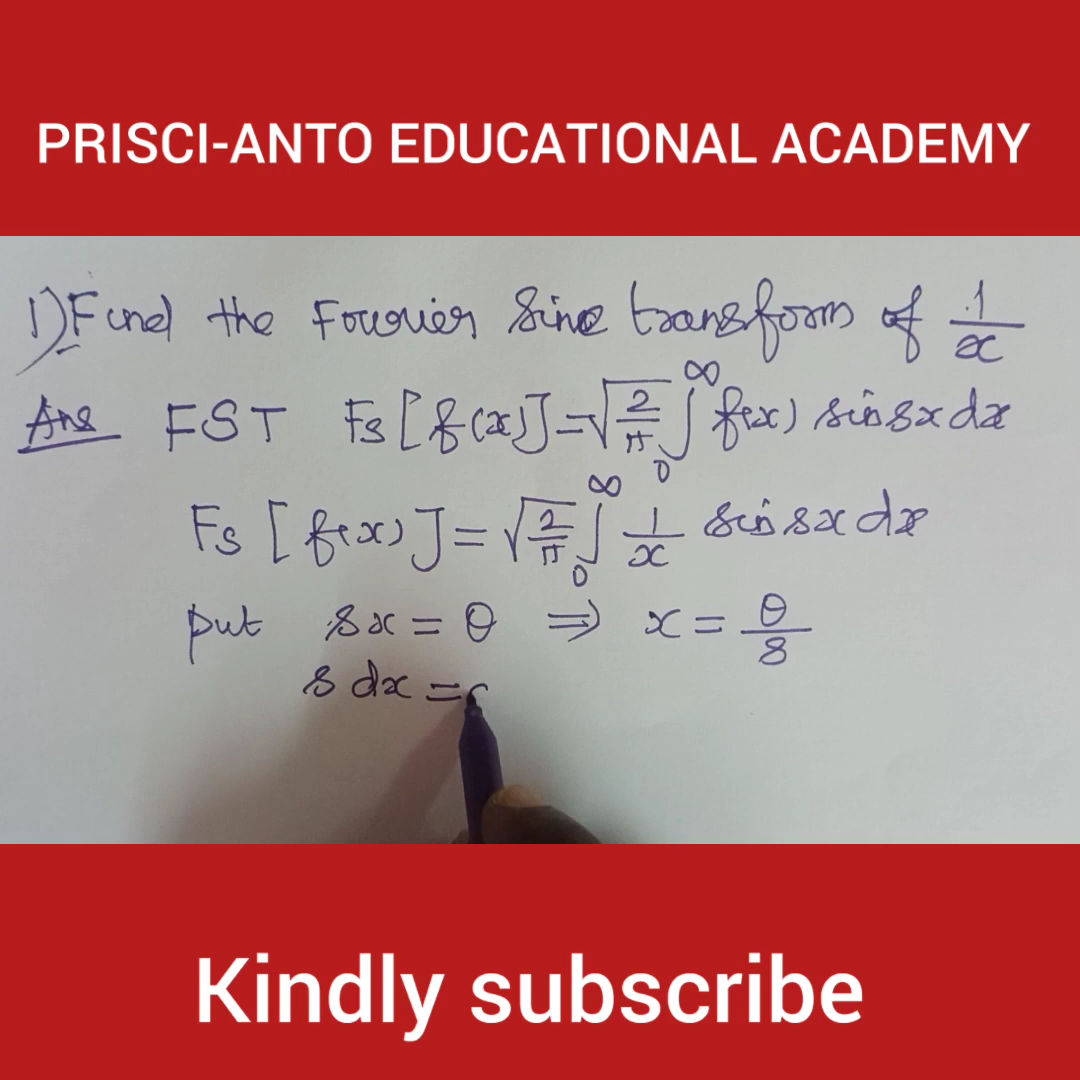 PRISCI-ANTO EDUCATIONAL ACADEMY
1) Find the Fourier Sine transform of 1/x
Ans FST Fs [f(x)] = √(2/π) ∫₀^∞ f(x) sin sx dx
Fs [f(x)] = √(2/π) ∫₀^∞ 1/x sin sx dx
put sx = θ ⇒ x = θ/s
s dx =
Kindly subscribe